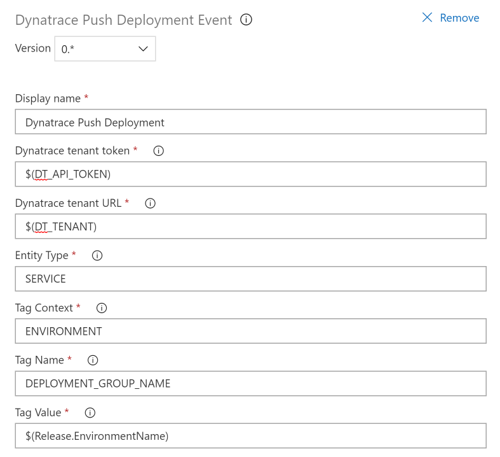 Dynatrace Push Deployment Event
Remove
Version 0.*
Display name *
Dynatrace Push Deployment
Dynatrace tenant token *
$(DT_API_TOKEN)
Dynatrace tenant URL *
$(DT_TENANT)
Entity Type *
SERVICE
Tag Context *
ENVIRONMENT
Tag Name *
DEPLOYMENT_GROUP_NAME
Tag Value *
$(Release.EnvironmentName)